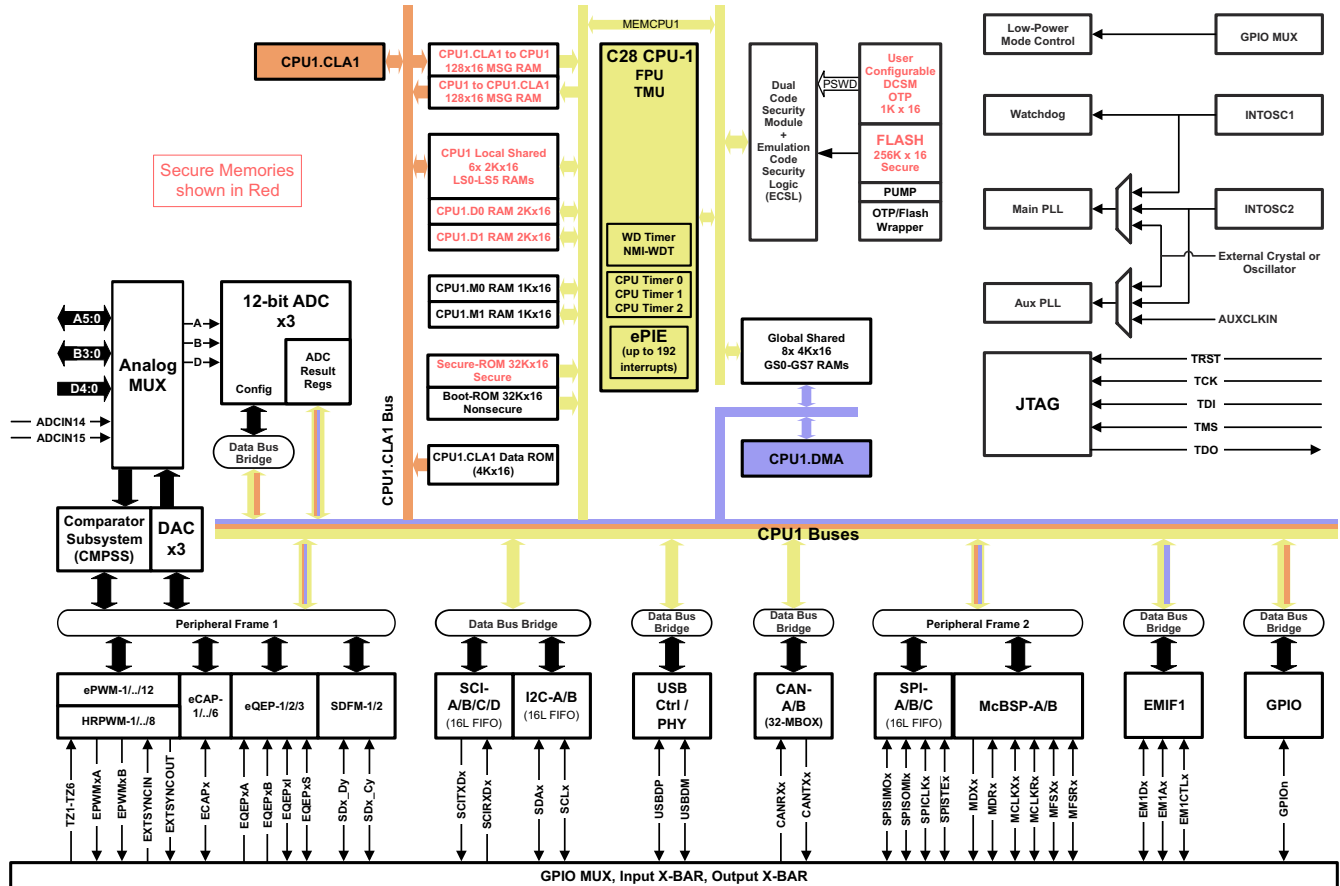 MEMCPU1
CPU1.CLA1
CPU1.CLA1 to CPU1
128x16 MSG RAM
CPU1 to CPU1.CLA1
128x16 MSG RAM
C28 CPU-1
FPU
TMU
Dual
Code
Security
Module
+
Emulation
Code
Security
Logic
(ECSL)
PSWD
User
Configurable
DCSM
OTP
1K x 16
FLASH
256K x 16
Secure
PUMP
OTP/Flash
Wrapper
Low-Power
Mode Control
GPIO MUX
Watchdog
INTOSC1
Main PLL
INTOSC2
External Crystal or
Oscillator
Aux PLL
AUXCLKIN
Secure Memories
shown in Red
CPU1 Local Shared
6x 2Kx16
LS0-LS5 RAMs
CPU1.D0 RAM 2Kx16
CPU1.D1 RAM 2Kx16
WD Timer
NMI-WDT
CPU1.M0 RAM 1Kx16
CPU1.M1 RAM 1Kx16
CPU Timer 0
CPU Timer 1
CPU Timer 2
ePIE
(up to 192
interrupts)
Secure-ROM 32Kx16
Secure
Boot-ROM 32Kx16
Nonsecure
CPU1.CLA1 Data ROM
(4Kx16)
CPU1.CLA1 Bus
Global Shared
8x 4Kx16
GS0-GS7 RAMs
CPU1.DMA
JTAG
TRST
TCK
TDI
TMS
TDO
A5:0
B3:0
D4:0
ADCIN14
ADCIN15
Analog
MUX
A
B
D
12-bit ADC
x3
ADC
Result
Regs
Config
Data Bus
Bridge
Comparator
Subsystem
(CMPSS)
DAC
x3
CPU1 Buses
Peripheral Frame 1
Data Bus Bridge
Data Bus
Bridge
Data Bus
Bridge
Peripheral Frame 2
Data Bus
Bridge
Data Bus
Bridge
ePWM-1/../12
HRPWM-1/../8
eCAP-
1/../6
eQEP-1/2/3
SDFM-1/2
SCI-
A/B/C/D
(16L FIFO)
I2C-A/B
(16L FIFO)
USB
Ctrl /
PHY
CAN-
A/B
(32-MBOX)
SPI-
A/B/C
(16L FIFO)
McBSP-A/B
EMIF1
GPIO
TZ1-TZ6
EPWMxA
EPWMxB
EXTSYNCIN
EXTSYNCOUT
ECAPx
EQEPxA
EQEPxB
EQEPxI
EQEPxS
SDx_Dy
SDx_Cy
SCITXDx
SCIRXDx
SDAx
SCLx
USBDP
USBDM
CANRXx
CANTXx
SPISIMOx
SPISOMIx
SPICLKx
SPISTEx
MDXx
MDRx
MCLKXx
MCLKRx
MFSXx
MFSRx
EM1Dx
EM1Ax
EM1CTLx
GPIOn
GPIO MUX, Input X-BAR, Output X-BAR